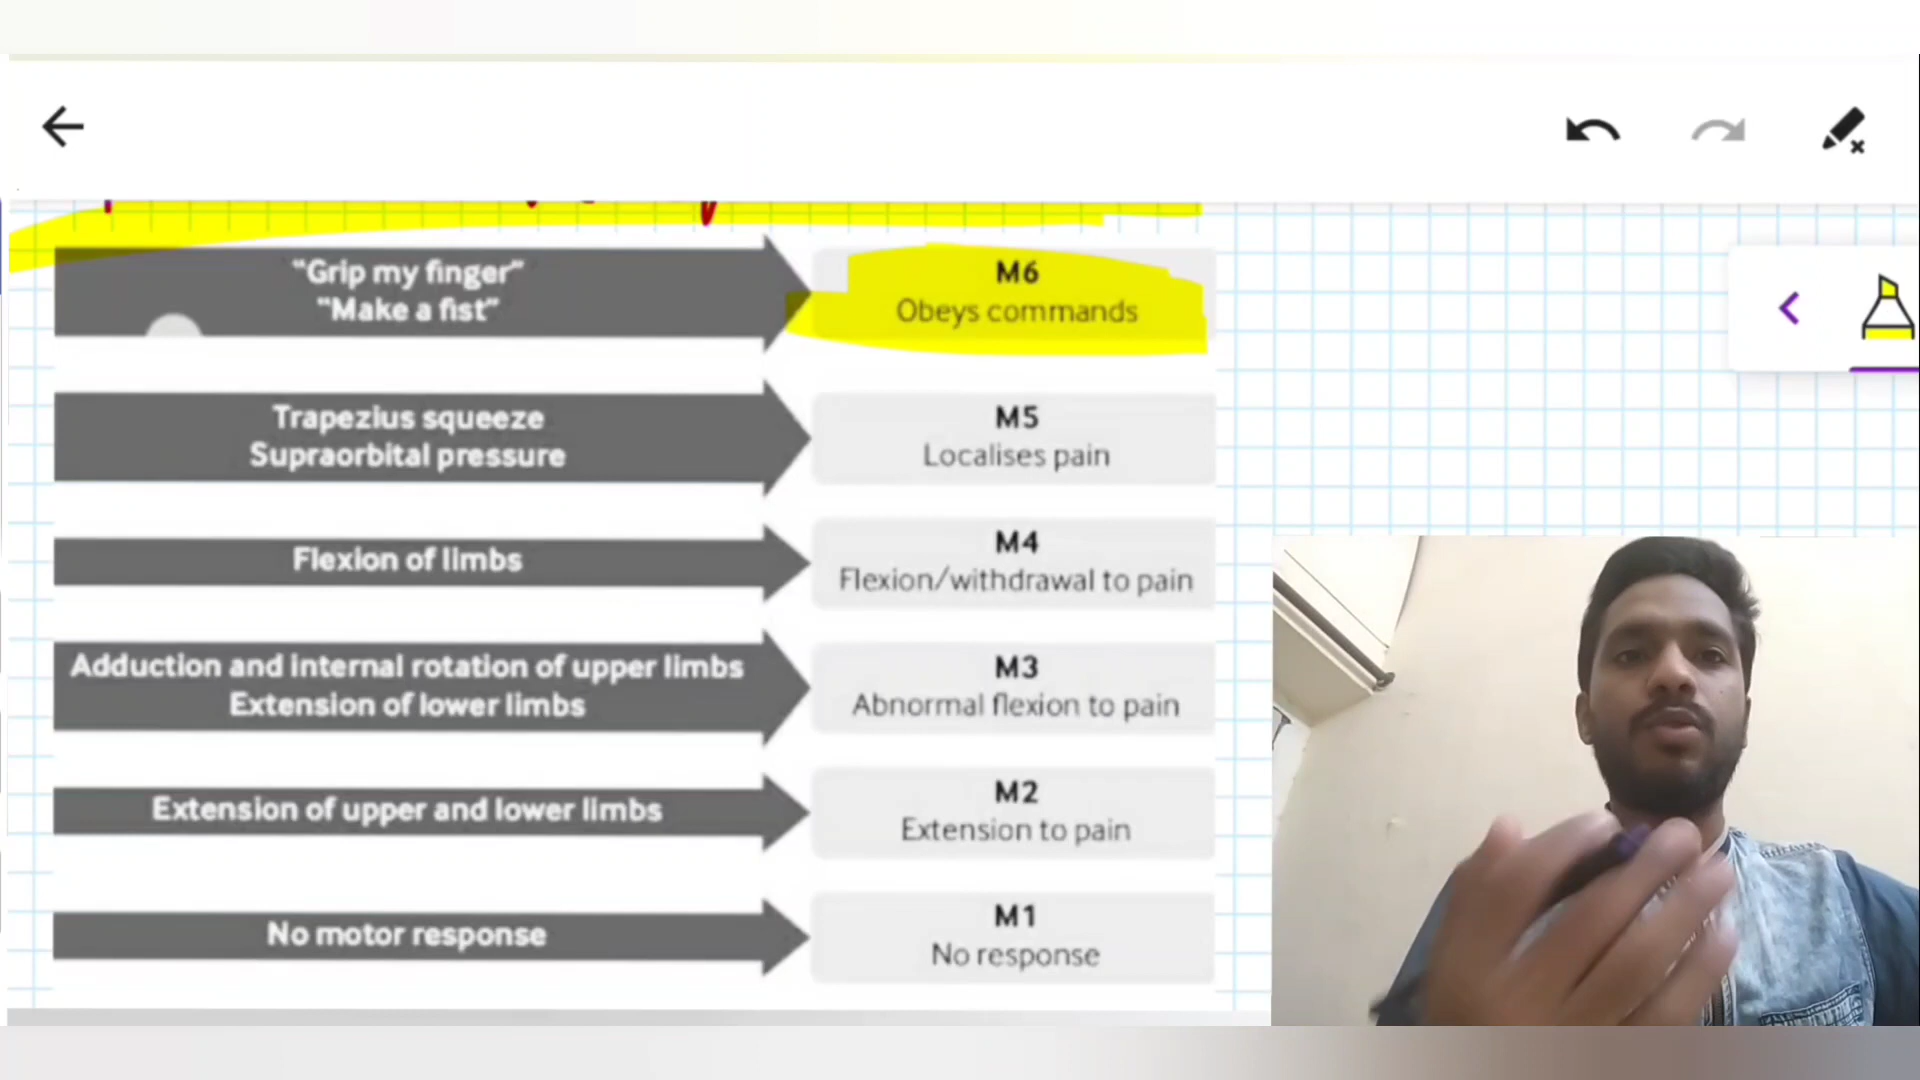 "Grip my finger"
"Make a fist"
M6
Obeys commands
Trapezius squeeze
Supraorbital pressure
M5
Localises pain
Flexion of limbs
M4
Flexion/withdrawal to pain
Adduction and internal rotation of upper limbs
Extension of lower limbs
M3
Abnormal flexion to pain
Extension of upper and lower limbs
M2
Extension to pain
No motor response
M1
No response